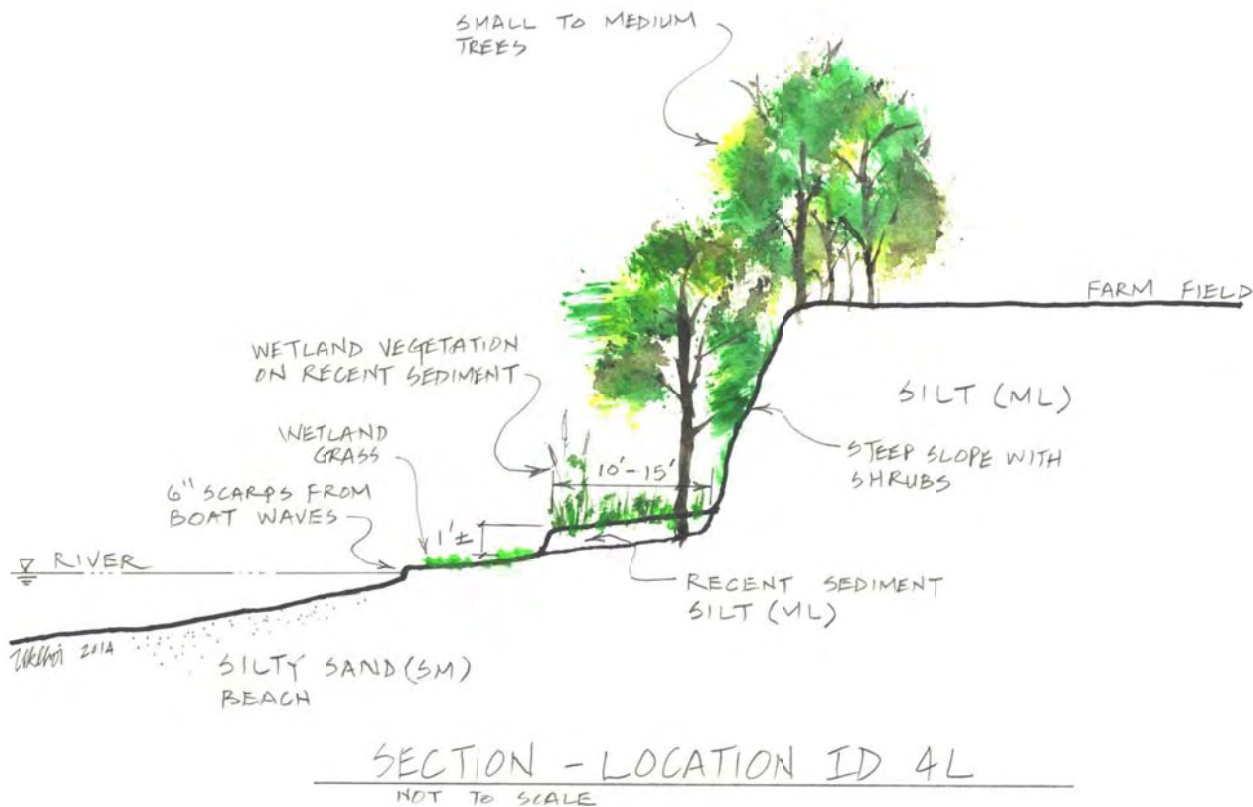 SMALL TO MEDIUM
TREES
FARM FIELD
WETLAND VEGETATION
ON RECENT SEDIMENT
SILT (ML)
WETLAND
GRASS
10'-15'
STEEP SLOPE WITH
SHRUBS
6" SCARPS FROM
BOAT WAVES
1'±
RIVER
RECENT SEDIMENT
SILT (ML)
2014
SILTY SAND (SM)
BEACH
SECTION - LOCATION ID 4L
NOT TO SCALE